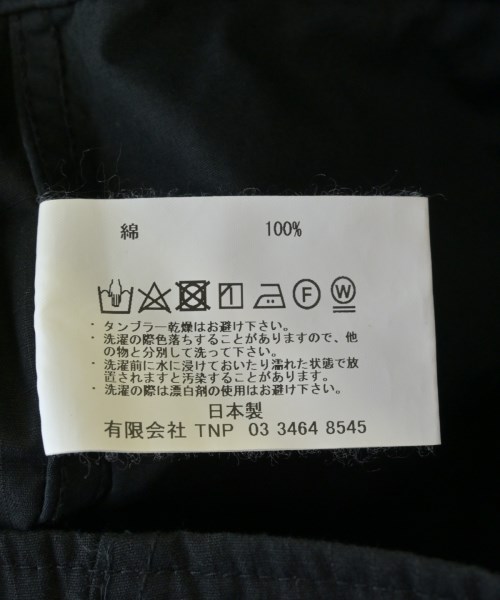 綿 100%
F W
・タンブラー乾燥はお避け下さい。
・洗濯の際色落ちすることがありますので、他
の物と分別して洗って下さい。
・洗濯前に水に浸けておいたり濡れた状態で放
置されますと汚染することがあります。
・洗濯の際は漂白剤の使用はお避け下さい。
日本製
有限会社 TNP 03 3464 8545